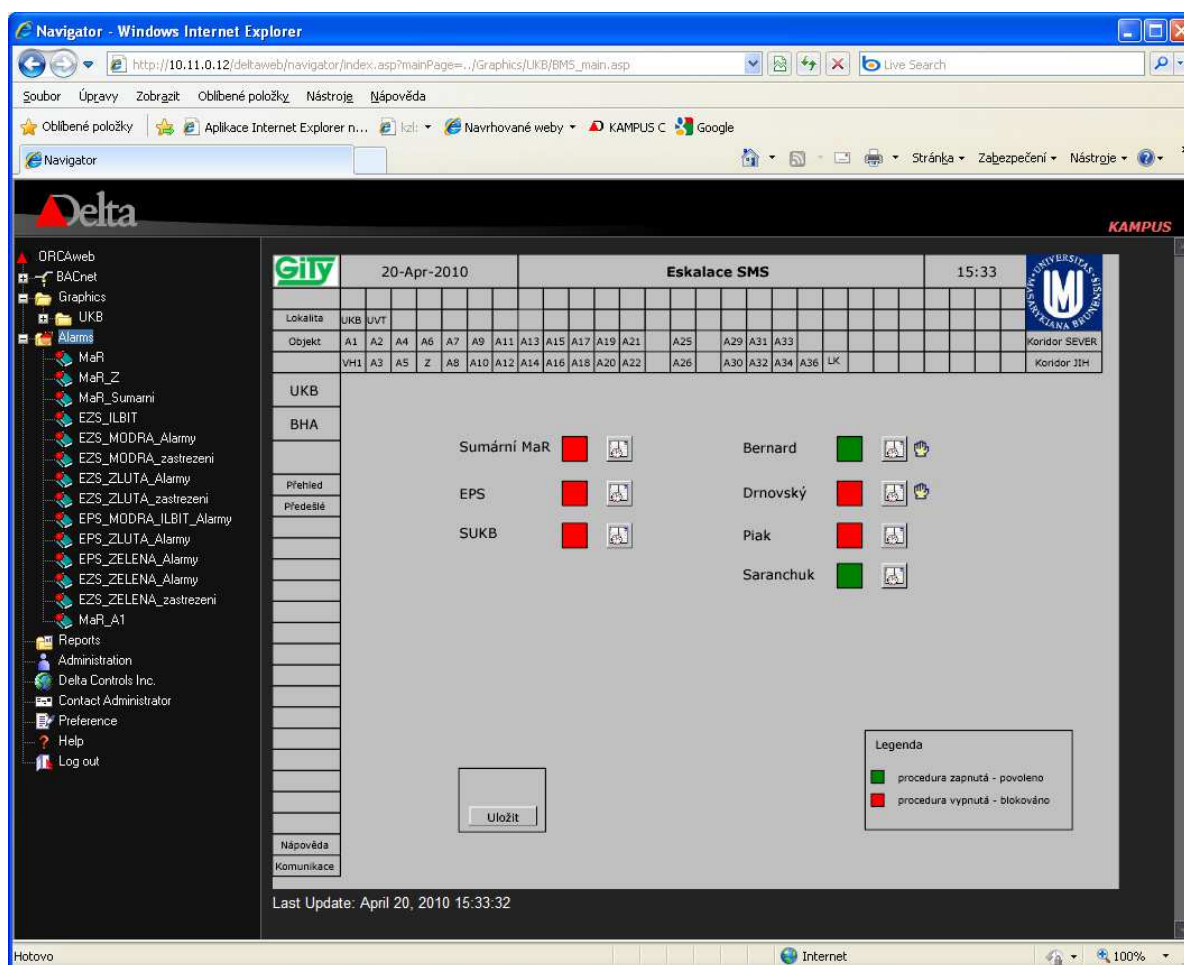 Navigator - Windows Internet Explorer
http://10.11.0.12/deltaweb/navigator/index.asp?mainPage=../Graphics/UKB/BMS_main.asp
Live Search
Soubor Úpravy Zobrazit Oblíbené položky Nástroje Nápověda
Oblíbené položky Aplikace Internet Explorer n... kzl: Navrhované weby KAMPUS C Google
Navigator
Stránka Zabezpečení Nástroje
Delta
KAMPUS
ORCAweb
BACnet
Graphics
UKB
Alarms
MaR
MaR_Z
MaR_Sumarni
EZS_ILBIT
EZS_MODRA_Alarmy
EZS_MODRA_zastrezeni
EZS_ZLUTA_Alarmy
EZS_ZLUTA_zastrezeni
EPS_MODRA_ILBIT_Alarmy
EPS_ZLUTA_Alarmy
EPS_ZELENA_Alarmy
EZS_ZELENA_Alarmy
EZS_ZELENA_zastrezeni
MaR_A1
Reports
Administration
Delta Controls Inc.
Contact Administrator
Preference
Help
Log out
GiTy 20-Apr-2010 Eskalace SMS 15:33
Lokalita UKB UVT
Objekt A1 A2 A4 A6 A7 A9 A11 A13 A15 A17 A19 A21 A25 A29 A31 A33 Koridor SEVER
VH1 A3 A5 Z A8 A10 A12 A14 A16 A18 A20 A22 A26 A30 A32 A34 A36 LK Koridor JIH
UKB
BHA
Přehled
Předešlé
Nápověda
Komunikace
Sumární MaR
EPS
SUKB
Bernard
Drnovský
Piak
Saranchuk
Legenda
procedura zapnutá - povoleno
procedura vypnutá - blokováno
Uložit
Last Update: April 20, 2010 15:33:32
Hotovo Internet 100%